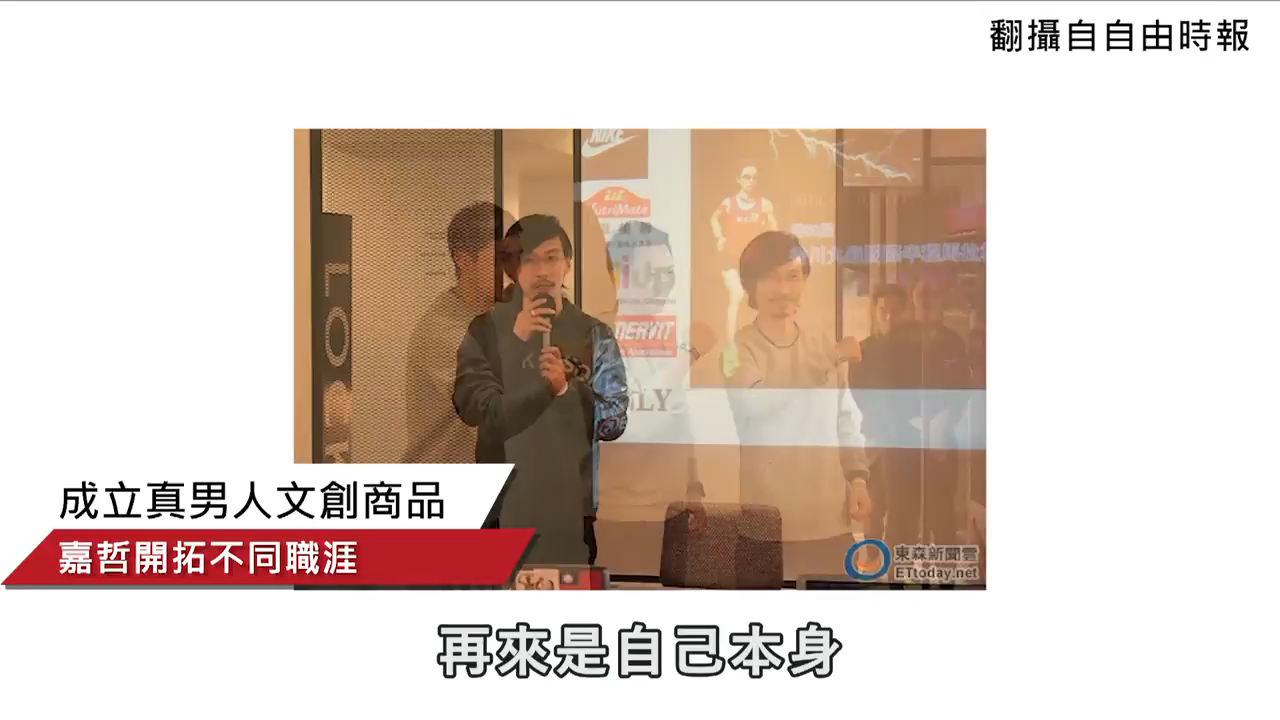 翻攝自自由時報
NIKE
NutriMate
LOCK
成立真男人文創商品
嘉哲開拓不同職涯
東森新聞雲
ETtoday.net
再來是自己本身